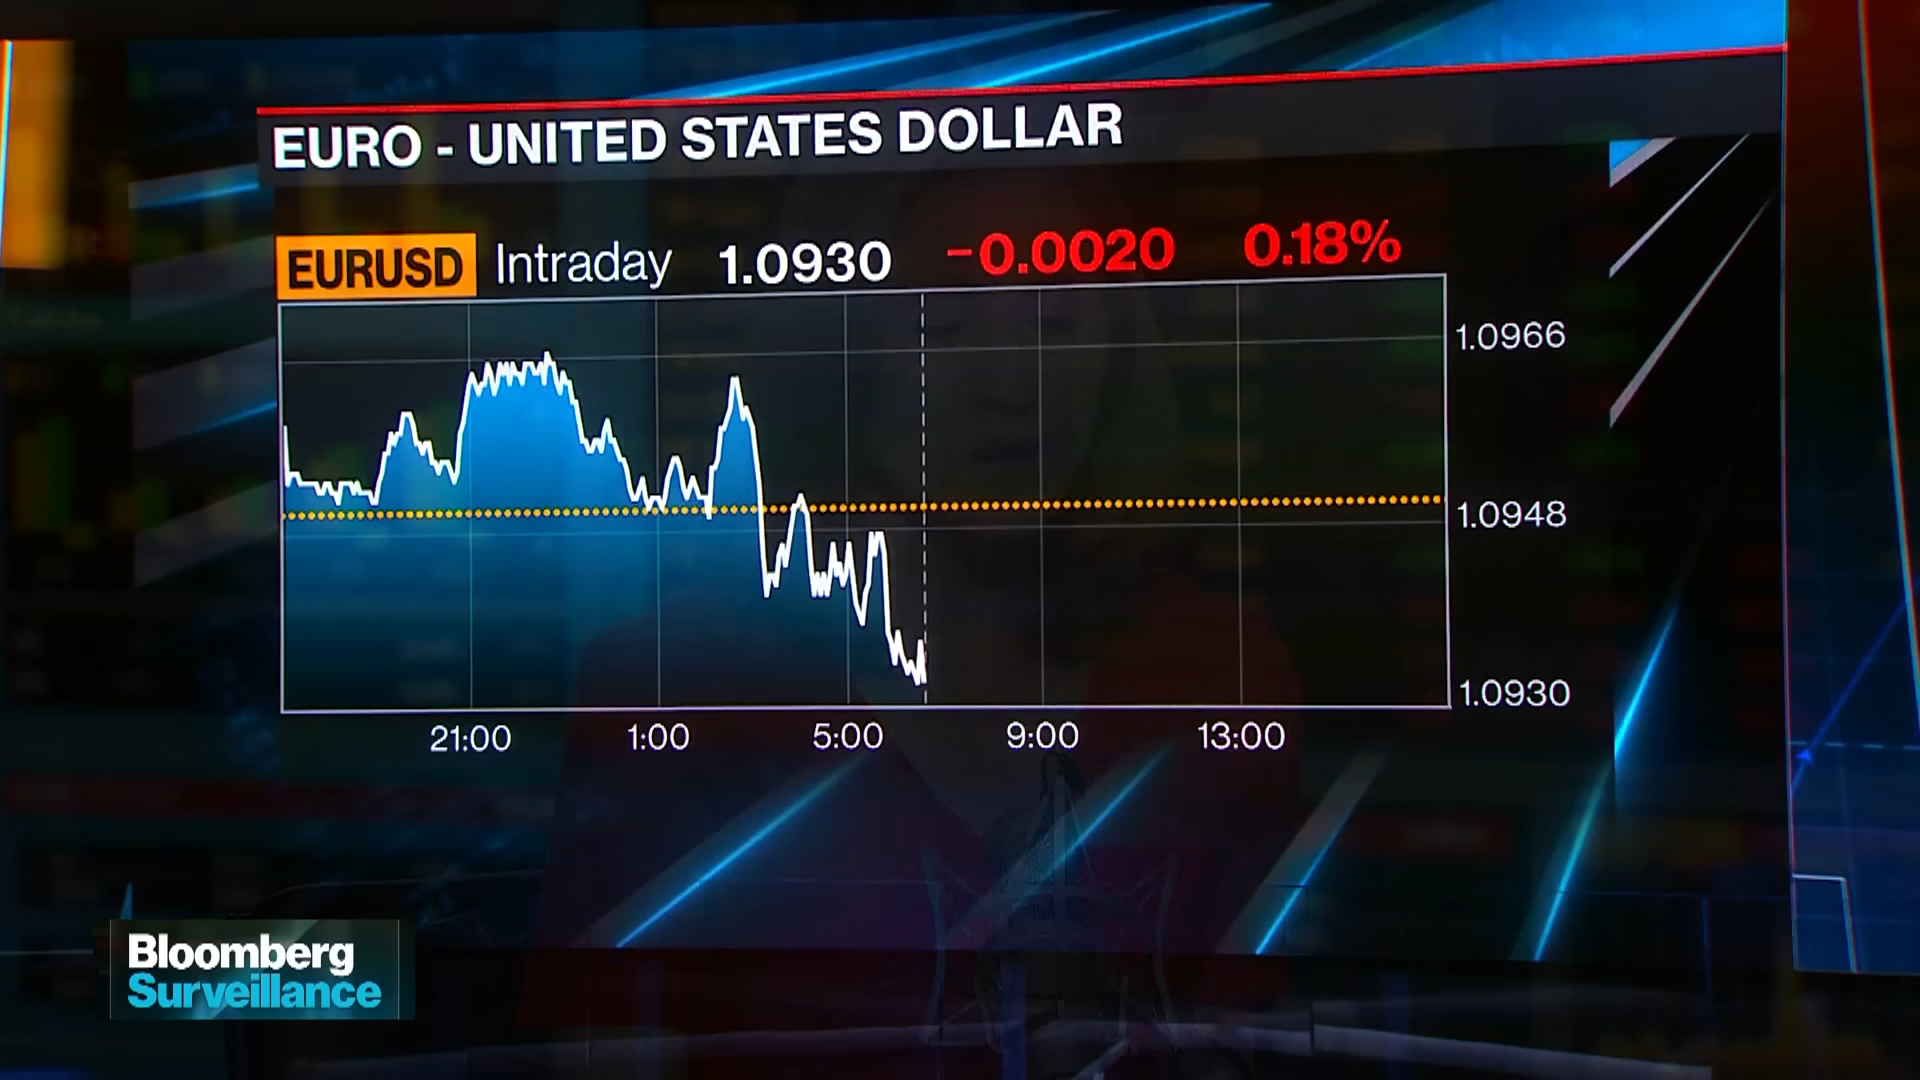 EURO - UNITED STATES DOLLAR
EURUSD Intraday 1.0930 -0.0020 0.18%
1.0966
1.0948
1.0930
21:00 1:00 5:00 9:00 13:00
Bloomberg
Surveillance